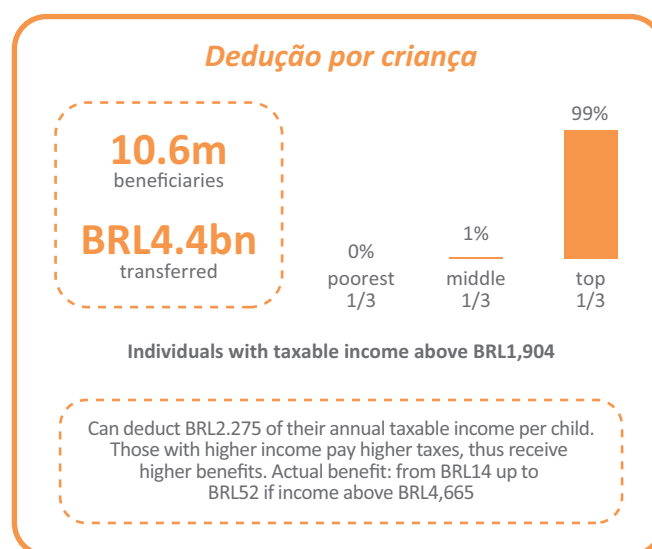 Dedução por criança
10.6m
beneficiaries
BRL4.4bn
transferred
0%
poorest
1/3
1%
middle
1/3
99%
top
1/3
Individuals with taxable income above BRL1,904
Can deduct BRL2.275 of their annual taxable income per child.
Those with higher income pay higher taxes, thus receive
higher benefits. Actual benefit: from BRL14 up to
BRL52 if income above BRL4,665